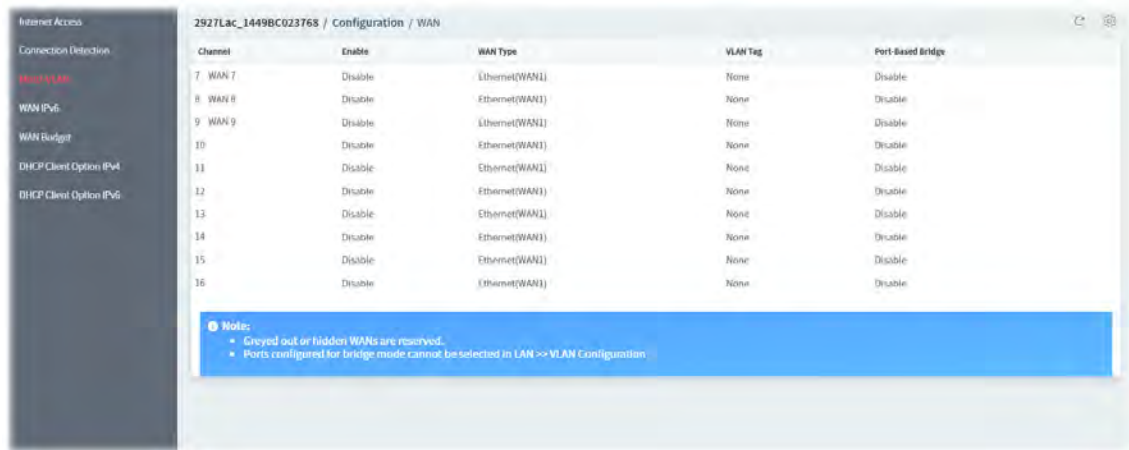 Internet Access
Connection Detection
Multi-VLAN
WAN IPv6
WAN Budget
DHCP Client Option IPv4
DHCP Client Option IPv6
2927Lac_1449BC023768 / Configuration / WAN
Channel Enable WAN Type VLAN Tag Port-Based Bridge
7 WAN 7 Disable Ethernet(WAN1) None Disable
8 WAN 8 Disable Ethernet(WAN1) None Disable
9 WAN 9 Disable Ethernet(WAN1) None Disable
10 Disable Ethernet(WAN1) None Disable
11 Disable Ethernet(WAN1) None Disable
12 Disable Ethernet(WAN1) None Disable
13 Disable Ethernet(WAN1) None Disable
14 Disable Ethernet(WAN1) None Disable
15 Disable Ethernet(WAN1) None Disable
16 Disable Ethernet(WAN1) None Disable
Note:
Greyed out or hidden WANs are reserved.
Ports configured for bridge mode cannot be selected in LAN >> VLAN Configuration